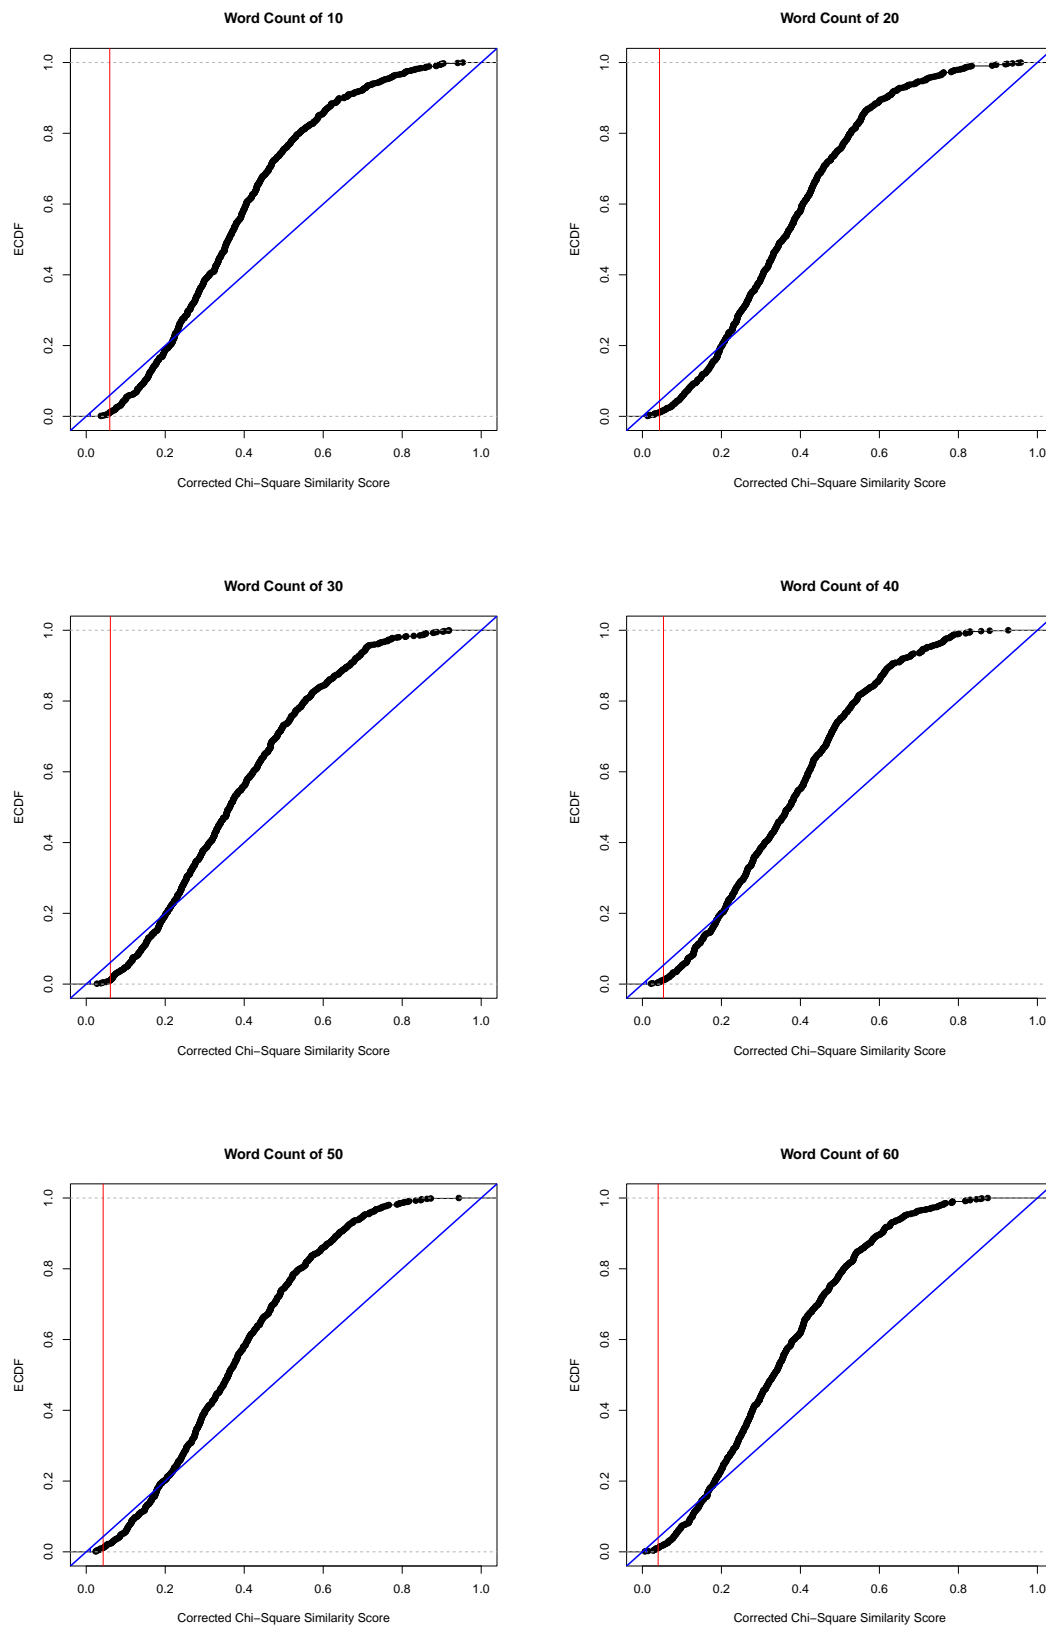 Word Count of 10
ECDF
1.0
0.8
0.6
0.4
0.2
0.0
0.0 0.2 0.4 0.6 0.8 1.0
Corrected Chi−Square Similarity Score
Word Count of 20
ECDF
1.0
0.8
0.6
0.4
0.2
0.0
0.0 0.2 0.4 0.6 0.8 1.0
Corrected Chi−Square Similarity Score
Word Count of 30
ECDF
1.0
0.8
0.6
0.4
0.2
0.0
0.0 0.2 0.4 0.6 0.8 1.0
Corrected Chi−Square Similarity Score
Word Count of 40
ECDF
1.0
0.8
0.6
0.4
0.2
0.0
0.0 0.2 0.4 0.6 0.8 1.0
Corrected Chi−Square Similarity Score
Word Count of 50
ECDF
1.0
0.8
0.6
0.4
0.2
0.0
0.0 0.2 0.4 0.6 0.8 1.0
Corrected Chi−Square Similarity Score
Word Count of 60
ECDF
1.0
0.8
0.6
0.4
0.2
0.0
0.0 0.2 0.4 0.6 0.8 1.0
Corrected Chi−Square Similarity Score